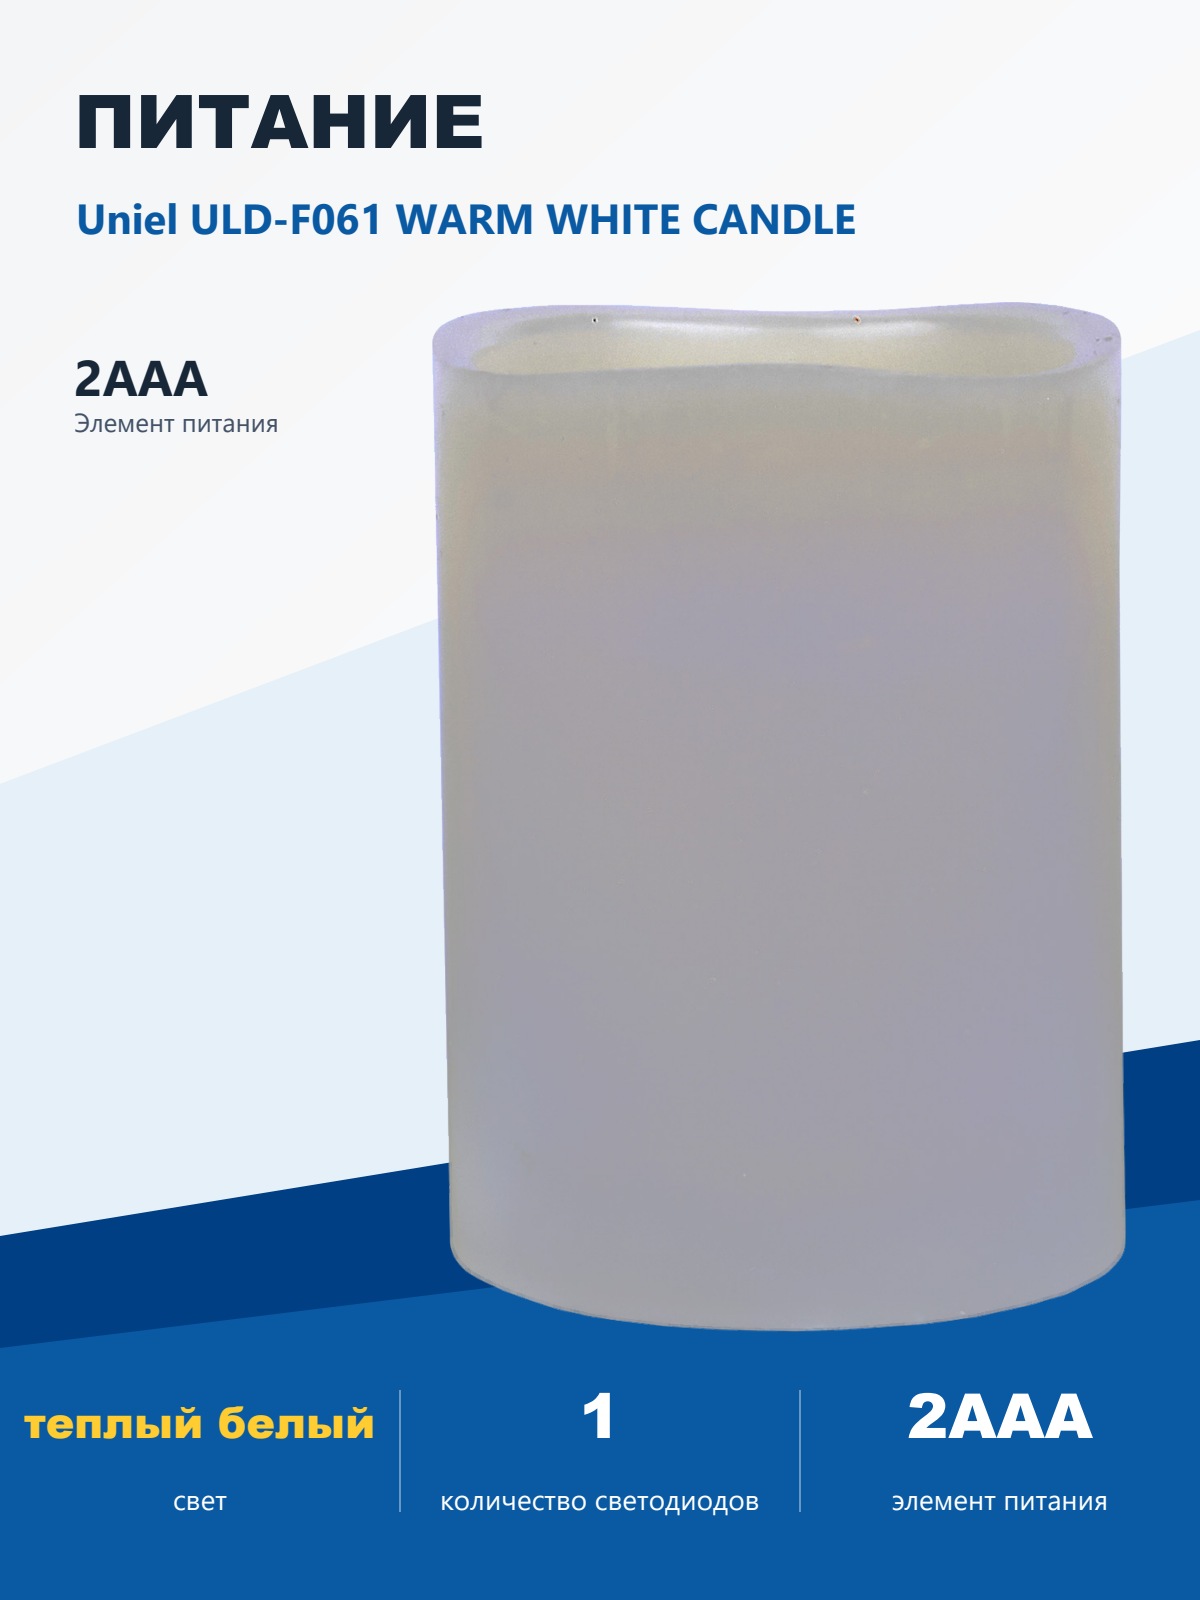 ПИТАНИЕ
Uniel ULD-F061 WARM WHITE CANDLE
2AAA
Элемент питания
теплый белый
свет
1
количество светодиодов
2AAA
элемент питания